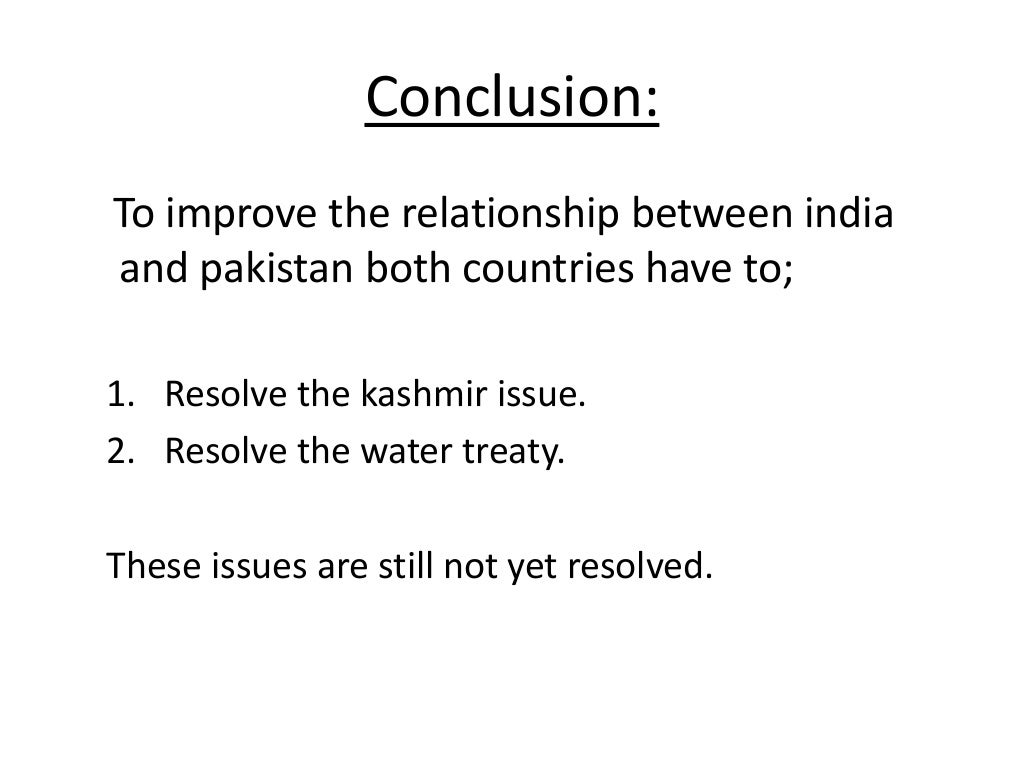 Conclusion:
To improve the relationship between india
and pakistan both countries have to;
1. Resolve the kashmir issue.
2. Resolve the water treaty.
These issues are still not yet resolved.